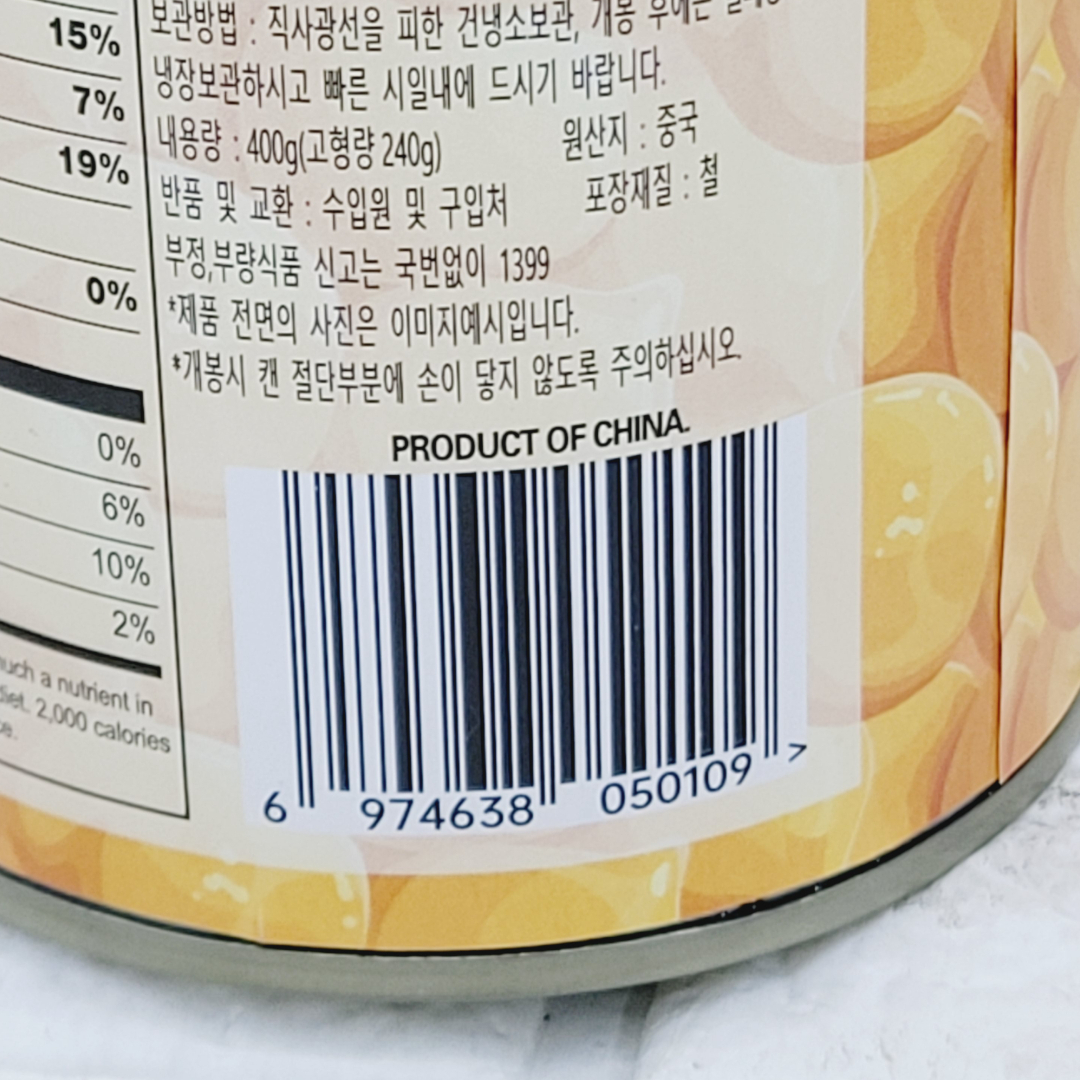 15%
7%
19%
0%
0%
6%
10%
2%
much a nutrient in
diet. 2,000 calories
보관방법 : 직사광선을 피한 건냉소보관, 개봉 후에는
냉장보관하시고 빠른 시일내에 드시기 바랍니다.
내용량 : 400g(고형량 240g) 원산지 : 중국
반품 및 교환 : 수입원 및 구입처 포장재질 : 철
부정,부량식품 신고는 국번없이 1399
*제품 전면의 사진은 이미지예시입니다.
*개봉시 캔 절단부분에 손이 닿지 않도록 주의하십시오.
PRODUCT OF CHINA.
6 974638 050109 >